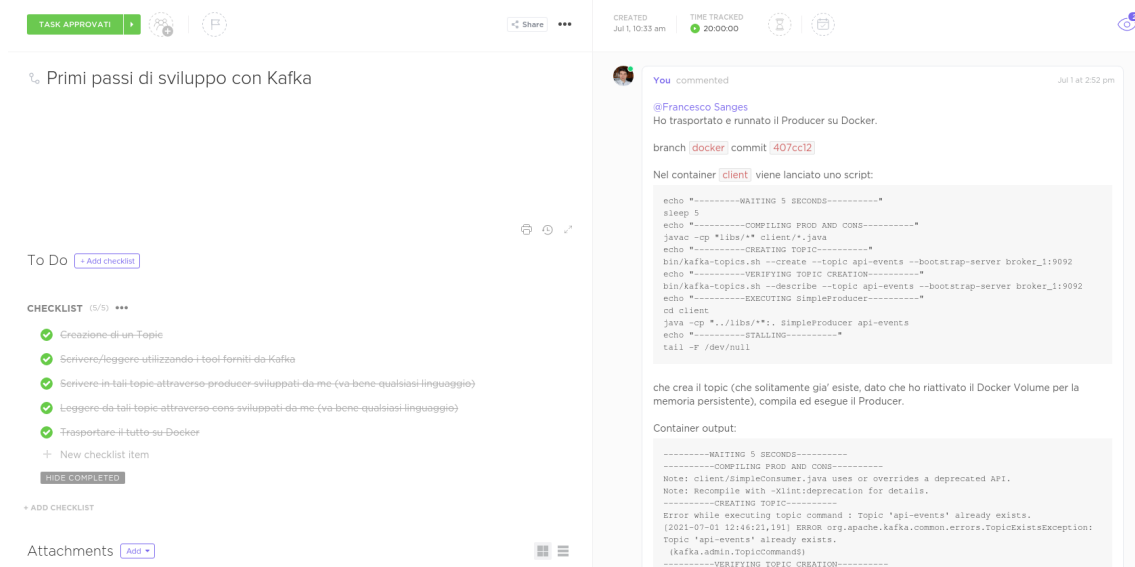 TASK APPROVATI
Share
Primi passi di sviluppo con Kafka
To Do + Add checklist
CHECKLIST (5/5)
Creazione di un Topic
Scrivere/leggere utilizzando i tool forniti da Kafka
Scrivere in tali topic attraverso producer sviluppati da me (va bene qualsiasi linguaggio)
Leggere da tali topic attraverso cons sviluppati da me (va bene qualsiasi linguaggio)
Trasportare il tutto su Docker
+ New checklist item
HIDE COMPLETED
+ ADD CHECKLIST
Attachments Add
CREATED
Jul 1, 10:33 am
TIME TRACKED
20:00:00
You commented
Jul 1 at 2:52 pm
@Francesco Sanges
Ho trasportato e runnato il Producer su Docker.
branch docker commit 407cc12
Nel container client viene lanciato uno script:
echo "---------WAITING 5 SECONDS----------"
sleep 5
echo "----------COMPILING PROD AND CONS----------"
javac -cp "libs/*" client/*.java
echo "----------CREATING TOPIC----------"
bin/kafka-topics.sh --create --topic api-events --bootstrap-server broker_1:9092
echo "----------VERIFYING TOPIC CREATION----------"
bin/kafka-topics.sh --describe --topic api-events --bootstrap-server broker_1:9092
echo "----------EXECUTING SimpleProducer----------"
cd client
java -cp "../libs/*":. SimpleProducer api-events
echo "----------STALLING----------"
tail -F /dev/null
che crea il topic (che solitamente gia' esiste, dato che ho riattivato il Docker Volume per la
memoria persistente), compila ed esegue il Producer.
Container output:
---------WAITING 5 SECONDS----------
----------COMPILING PROD AND CONS----------
Note: client/SimpleConsumer.java uses or overrides a deprecated API.
Note: Recompile with -Xlint:deprecation for details.
----------CREATING TOPIC----------
Error while executing topic command : Topic 'api-events' already exists.
[2021-07-01 12:46:21,191] ERROR org.apache.kafka.common.errors.TopicExistsException:
Topic 'api-events' already exists.
(kafka.admin.TopicCommand$)
----------VERIFYING TOPIC CREATION----------